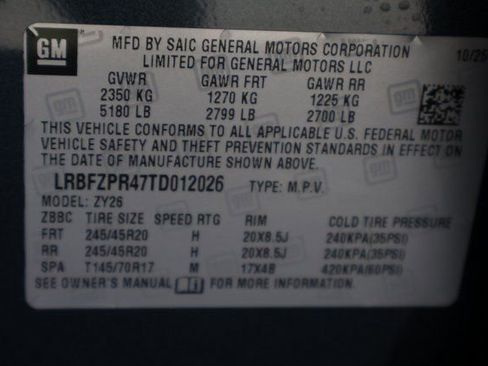 GM
MFD BY SAIC GENERAL MOTORS CORPORATION
LIMITED FOR GENERAL MOTORS LLC
10/25
GVWR GAWR FRT GAWR RR
2350 KG 1270 KG 1225 KG
5180 LB 2799 LB 2700 LB
THIS VEHICLE CONFORMS TO ALL APPLICABLE U.S. FEDERAL MOTOR
VEHICLE SAFETY AND THEFT PREVENTION STANDARDS IN EFFECT ON
THE DATE OF MANUFACTURE SHOWN ABOVE.
LRBFZPR47TD012026 TYPE: M.P.V.
MODEL: ZY26
ZBBC TIRE SIZE SPEED RTG RIM COLD TIRE PRESSURE
FRT 245/45R20 H 20X8.5J 240KPA(35PSI)
RR 245/45R20 H 20X8.5J 240KPA(35PSI)
SPA T145/70R17 M 17X4B 420KPA(60PSI)
SEE OWNER'S MANUAL FOR MORE INFORMATION.